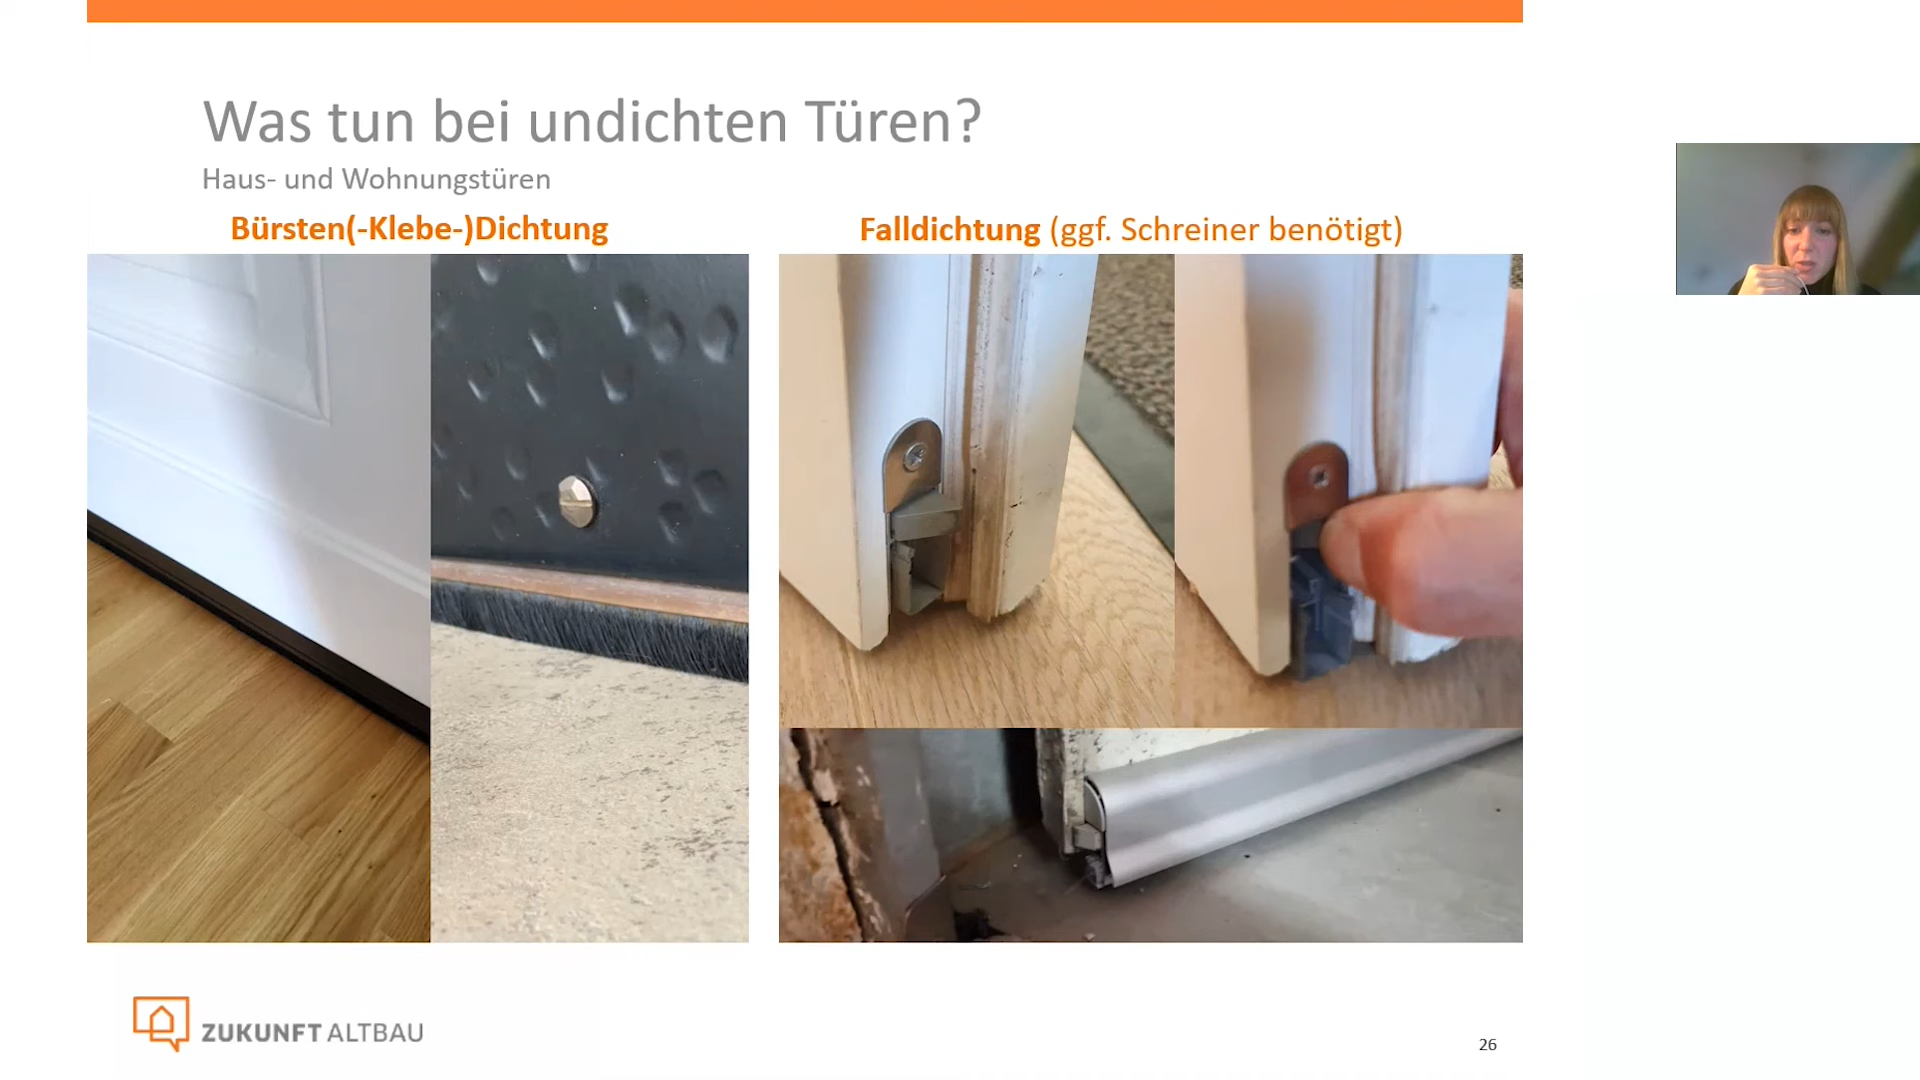 Was tun bei undichten Türen?
Haus- und Wohnungstüren
Bürsten(-Klebe-)Dichtung
Falldichtung (ggf. Schreiner benötigt)
ZUKUNFT ALTBAU
26